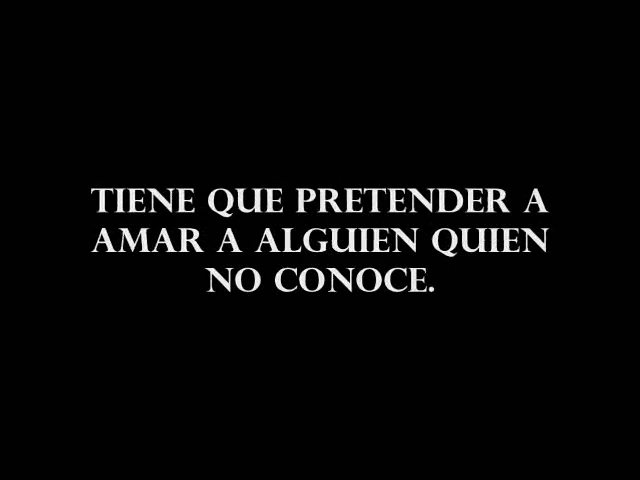 TIENE QUE PRETENDER A
AMAR A ALGUIEN QUIEN
NO CONOCE.